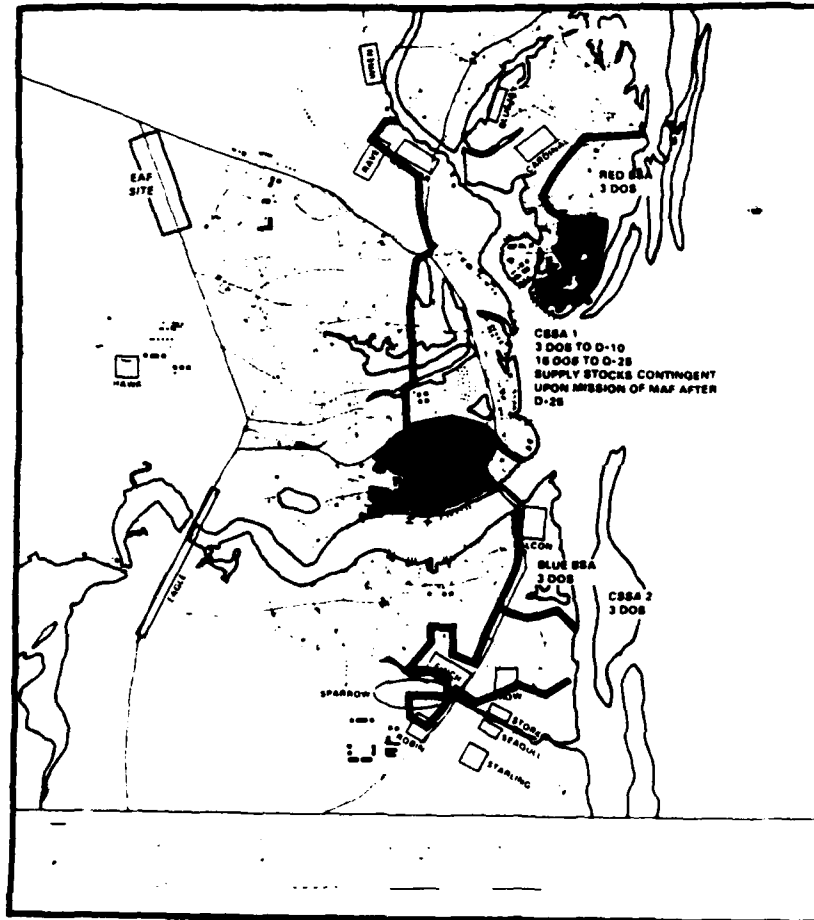 EAF
SITE
CARDINAL
RED BSA
3 DOS
CSSA 1
3 DOS TO D+10
15 DOS TO D+25
SUPPLY STOCKS CONTINGENT
UPON MISSION OF MAF AFTER
D+25
HAWK
EAGLE
BLUE BSA
3 DOS
CSSA 2
3 DOS
SPARROW
ROBIN
STORK
SEAGULL
STARLING